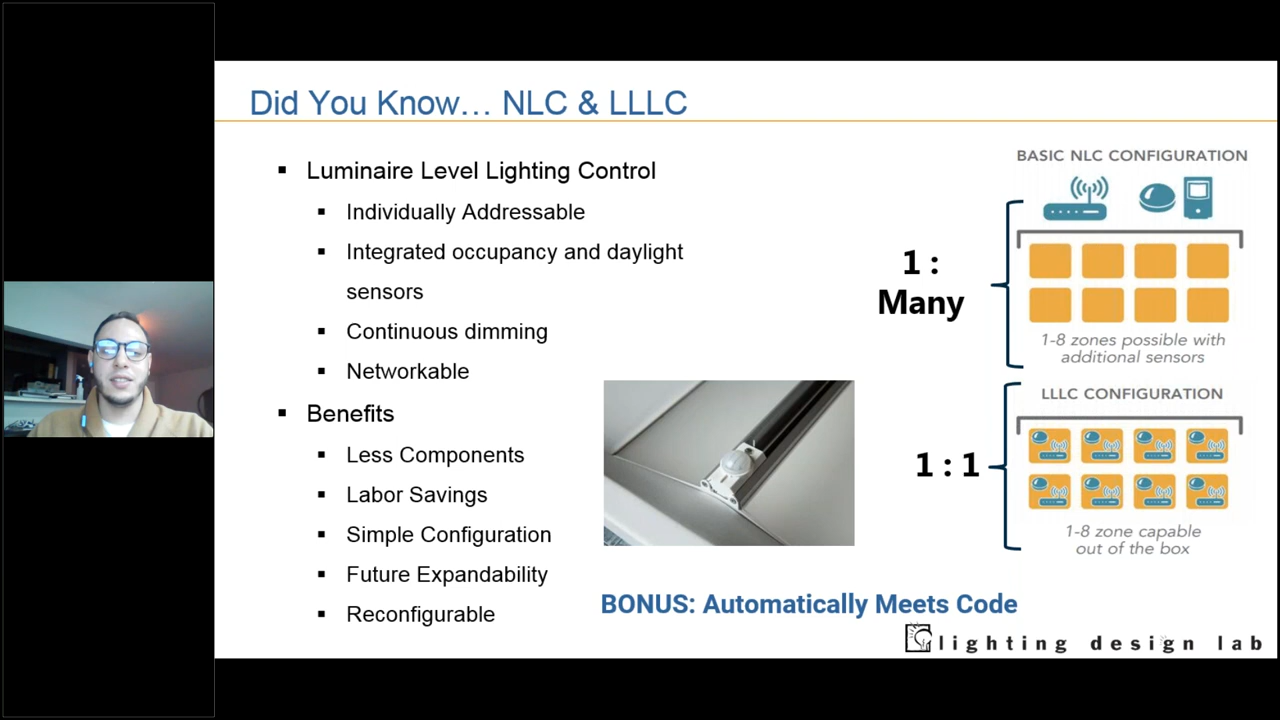 Did You Know… NLC & LLLC
▪ Luminaire Level Lighting Control
▪ Individually Addressable
▪ Integrated occupancy and daylight
sensors
▪ Continuous dimming
▪ Networkable
▪ Benefits
▪ Less Components
▪ Labor Savings
▪ Simple Configuration
▪ Future Expandability
▪ Reconfigurable
BASIC NLC CONFIGURATION
1 :
Many
1-8 zones possible with
additional sensors
LLLC CONFIGURATION
1 : 1
1-8 zone capable
out of the box
BONUS: Automatically Meets Code
lighting design lab